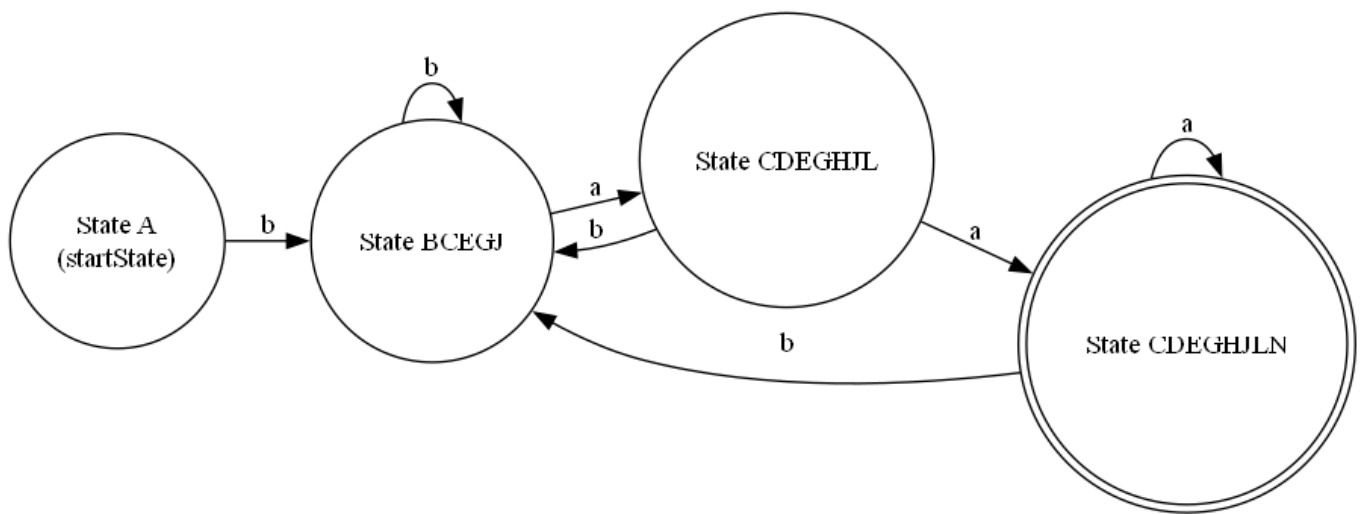 b
State CDEGHJL
a
State A
(startState)
b
State BCEGJ
a
b
a
b
State CDEGHJLN